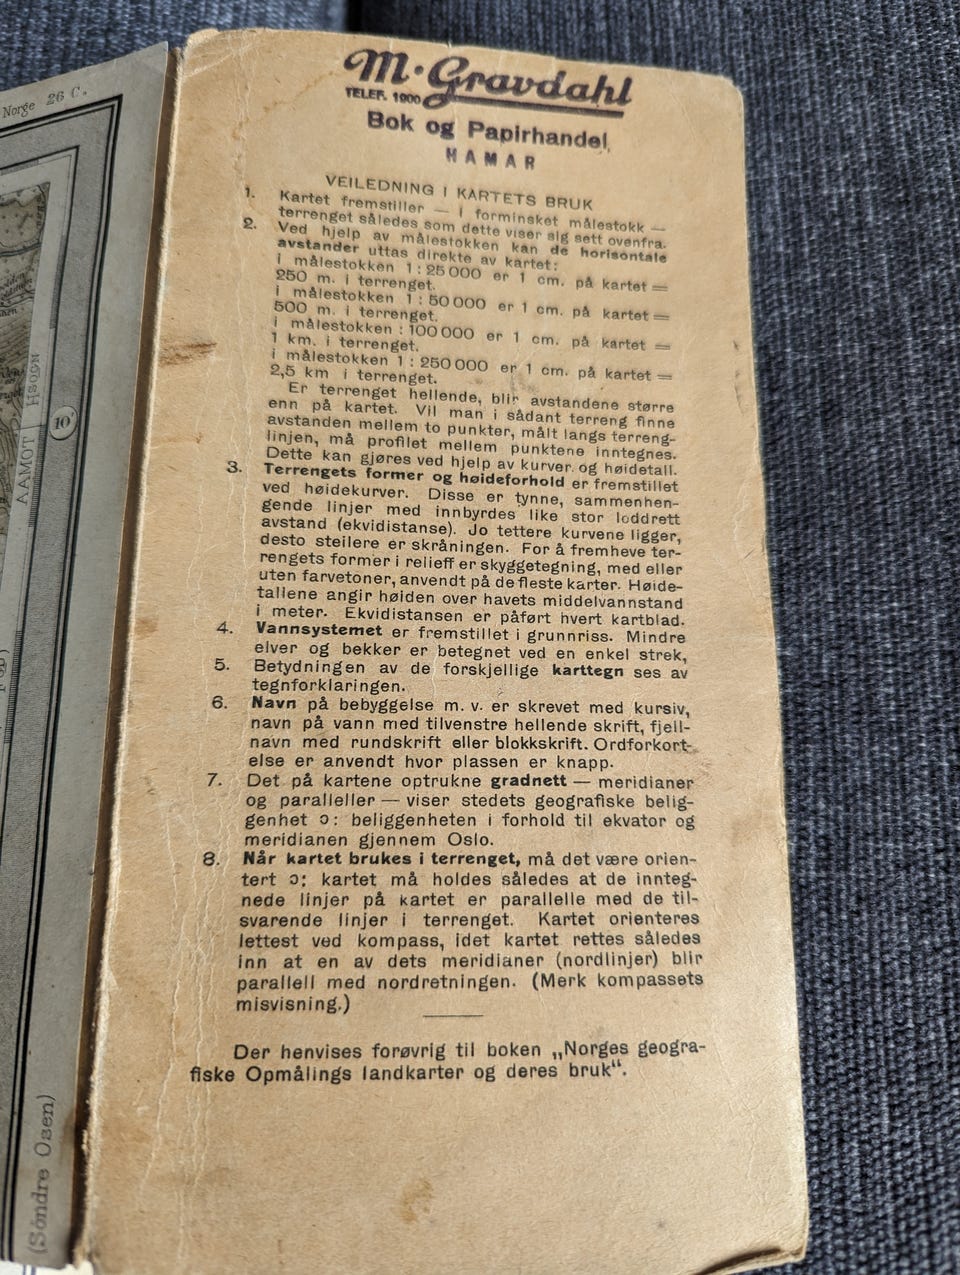 Norge 26 C.
AAMOT HSOGN
10'
(Söndre Osen)
M. Gravdahl
TELEF. 1900
Bok og Papirhandel
HAMAR
VEILEDNING I KARTETS BRUK
1. Kartet fremstiller — i forminsket målestokk —
terrenget således som dette viser sig sett ovenfra.
2. Ved hjelp av målestokken kan de horisontale
avstander uttas direkte av kartet:
i målestokken 1 : 25 000 er 1 cm. på kartet =
250 m. i terrenget.
i målestokken 1 : 50 000 er 1 cm. på kartet =
500 m. i terrenget.
i målestokken : 100 000 er 1 cm. på kartet =
1 km. i terrenget.
i målestokken 1 : 250 000 er 1 cm. på kartet =
2,5 km i terrenget.
Er terrenget hellende, blir avstandene større
enn på kartet. Vil man i sådant terreng finne
avstanden mellem to punkter, målt langs terreng-
linjen, må profilet mellem punktene inntegnes.
Dette kan gjøres ved hjelp av kurver og høidetall.
3. Terrengets former og høideforhold er fremstillet
ved høidekurver. Disse er tynne, sammenhen-
gende linjer med innbyrdes like stor loddrett
avstand (ekvidistanse). Jo tettere kurvene ligger,
desto steilere er skråningen. For å fremheve ter-
rengets former i relieff er skyggetegning, med eller
uten farvetoner, anvendt på de fleste karter. Høide-
tallene angir høiden over havets middelvannstand
i meter. Ekvidistansen er påført hvert kartblad.
4. Vannsystemet er fremstillet i grunnriss. Mindre
elver og bekker er betegnet ved en enkel strek,
5. Betydningen av de forskjellige karttegn ses av
tegnforklaringen.
6. Navn på bebyggelse m. v. er skrevet med kursiv,
navn på vann med tilvenstre hellende skrift, fjell-
navn med rundskrift eller blokkskrift. Ordforkort-
else er anvendt hvor plassen er knapp.
7. Det på kartene optrukne gradnett — meridianer
og paralleller — viser stedets geografiske belig-
genhet ɔ: beliggenheten i forhold til ekvator og
meridianen gjennem Oslo.
8. Når kartet brukes i terrenget, må det være orien-
tert ɔ: kartet må holdes således at de innteg-
nede linjer på kartet er parallelle med de til-
svarende linjer i terrenget. Kartet orienteres
lettest ved kompass, idet kartet rettes således
inn at en av dets meridianer (nordlinjer) blir
parallell med nordretningen. (Merk kompassets
misvisning.)
Der henvises forøvrig til boken „Norges geogra-
fiske Opmålings landkarter og deres bruk“.